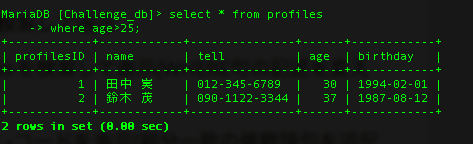 MariaDB [Challenge_db]> select * from profiles
    -> where age>25;
+------------+-----------+---------------+------+------------+
| profilesID | name      | tell          | age  | birthday   |
+------------+-----------+---------------+------+------------+
|          1 | 田中 実   | 012-345-6789  |   30 | 1994-02-01 |
|          2 | 鈴木 茂   | 090-1122-3344 |   37 | 1987-08-12 |
+------------+-----------+---------------+------+------------+
2 rows in set (0.00 sec)